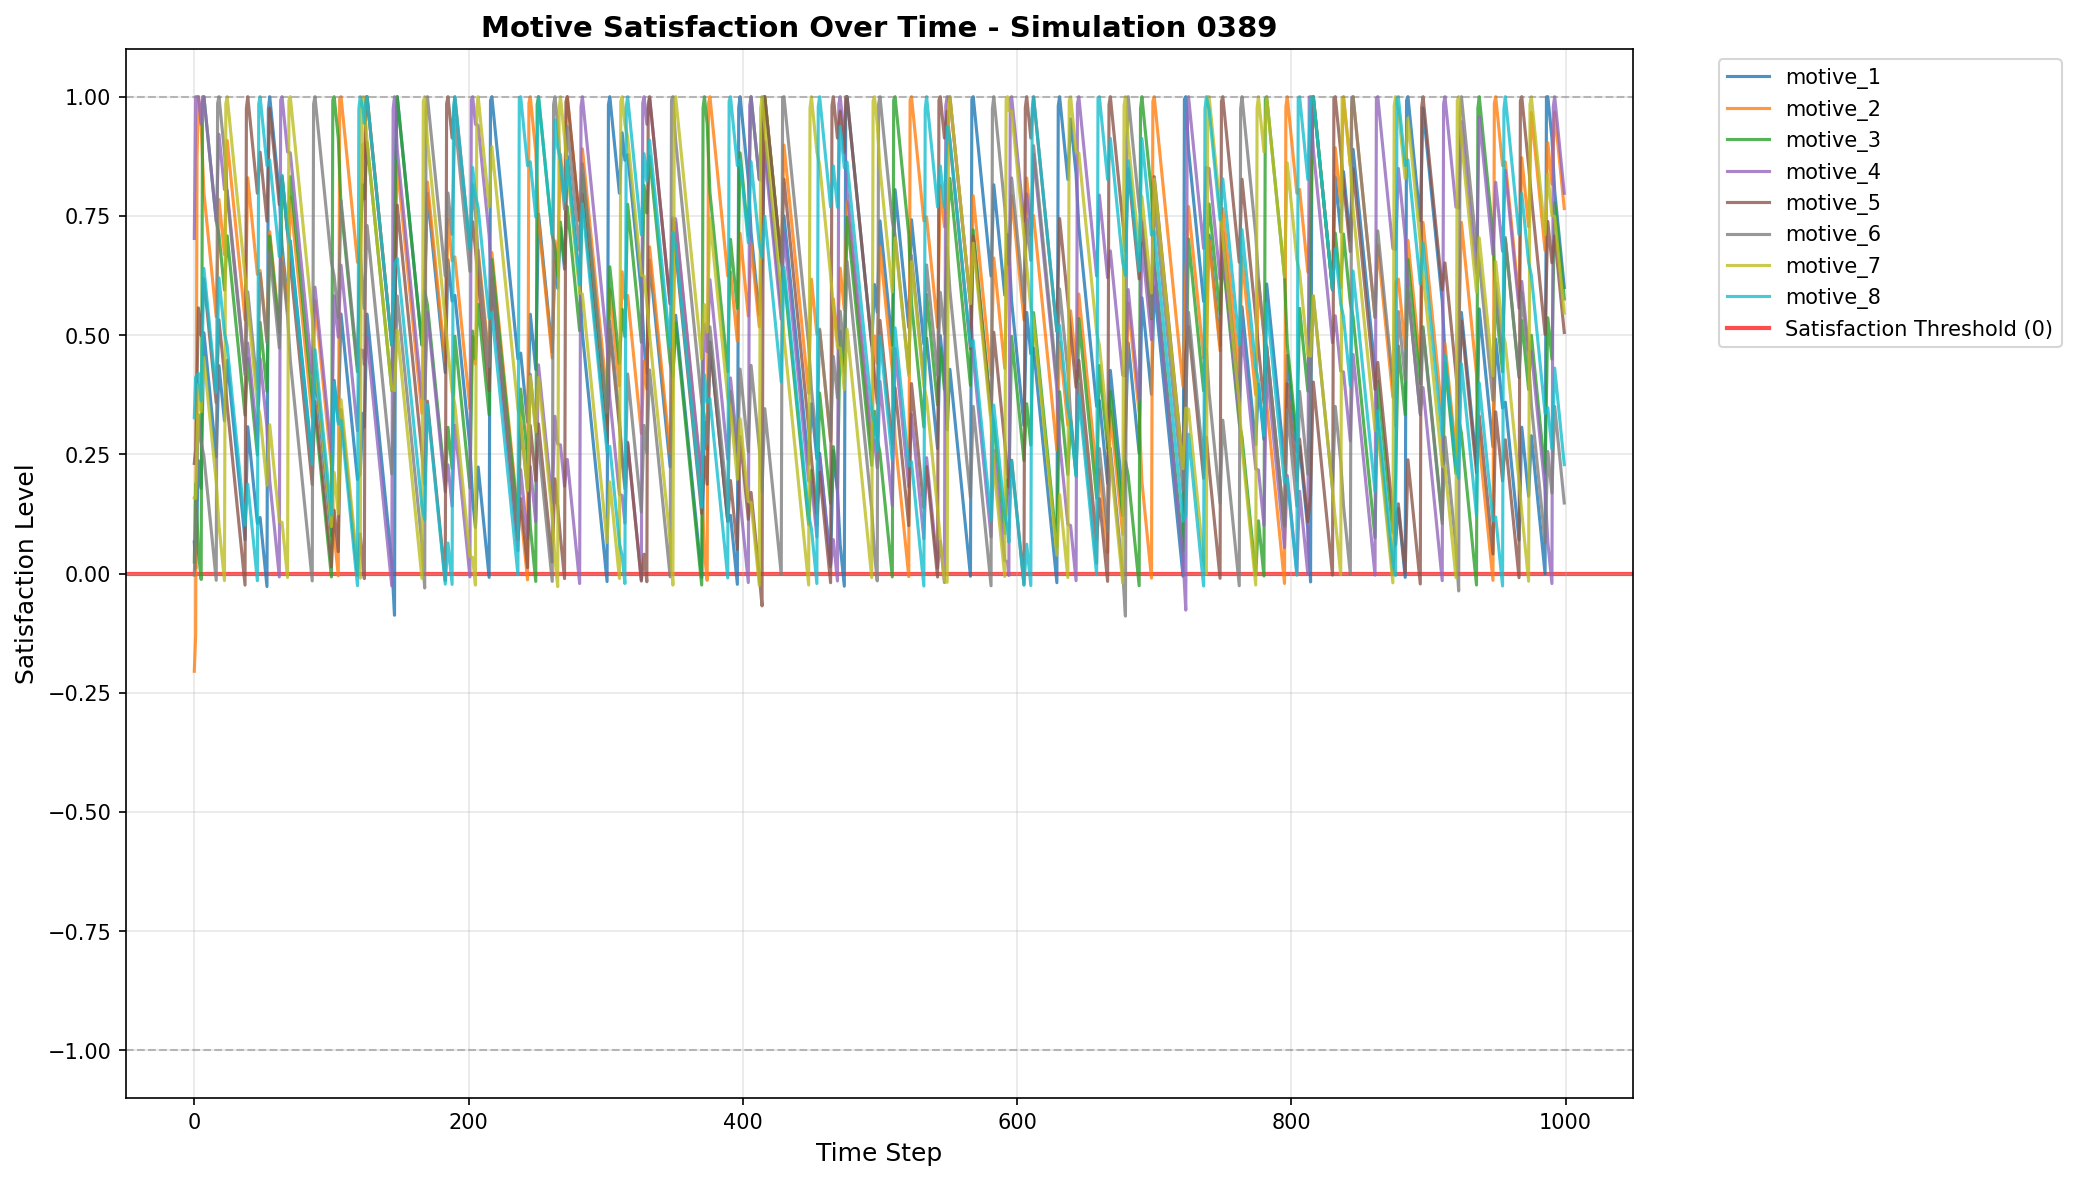 Motive Satisfaction Over Time - Simulation 0389
1.00
0.75
0.50
0.25
0.00
−0.25
−0.50
−0.75
−1.00
Satisfaction Level
0
200
400
600
800
1000
Time Step
motive_1
motive_2
motive_3
motive_4
motive_5
motive_6
motive_7
motive_8
Satisfaction Threshold (0)